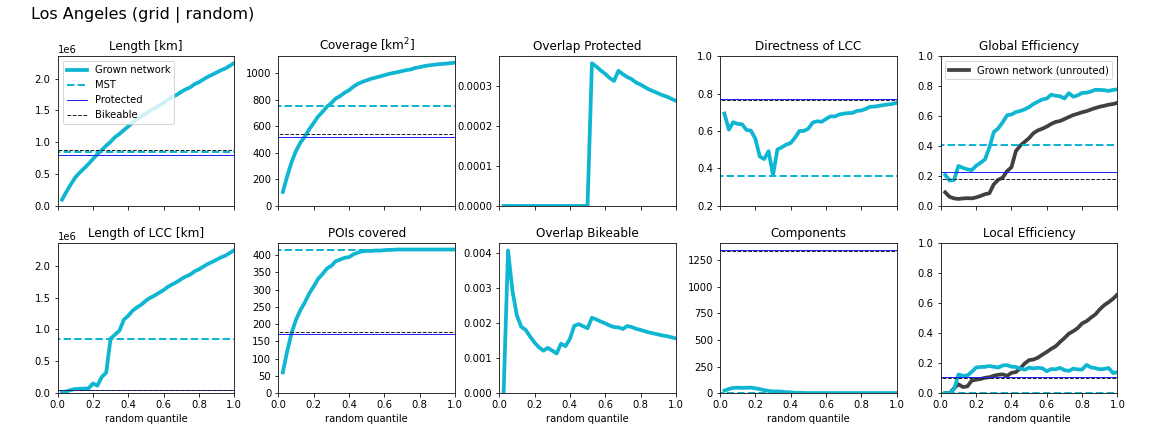 Los Angeles (grid | random)
Length [km]
1e6
2.0
1.5
1.0
0.5
0.0
Grown network
MST
Protected
Bikeable
Coverage [km²]
1000
800
600
400
200
0
Overlap Protected
0.0003
0.0002
0.0001
0.0000
Directness of LCC
1.0
0.8
0.6
0.4
0.2
Global Efficiency
1.0
0.8
0.6
0.4
0.2
0.0
Grown network (unrouted)
Length of LCC [km]
1e6
2.0
1.5
1.0
0.5
0.0
0.0 0.2 0.4 0.6 0.8 1.0
random quantile
POIs covered
400
350
300
250
200
150
100
50
0
0.0 0.2 0.4 0.6 0.8 1.0
random quantile
Overlap Bikeable
0.004
0.003
0.002
0.001
0.000
0.0 0.2 0.4 0.6 0.8 1.0
random quantile
Components
1250
1000
750
500
250
0
0.0 0.2 0.4 0.6 0.8 1.0
random quantile
Local Efficiency
1.0
0.8
0.6
0.4
0.2
0.0
0.0 0.2 0.4 0.6 0.8 1.0
random quantile